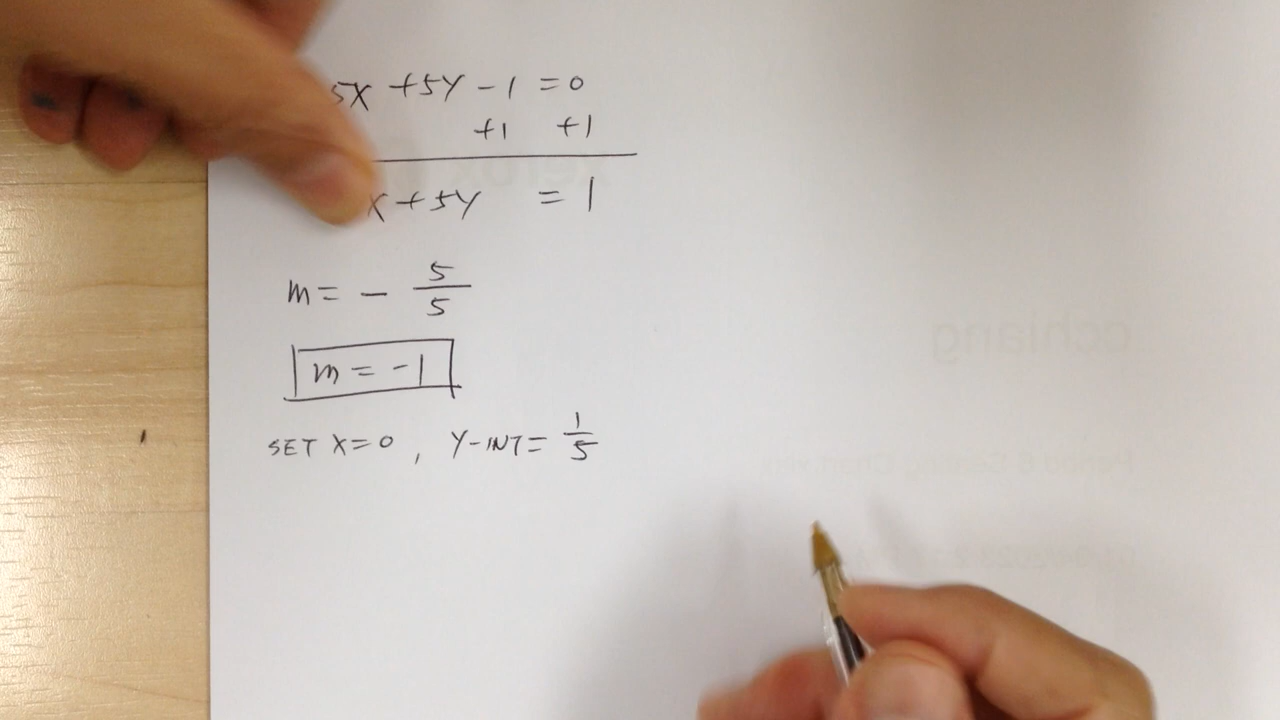 5X +5Y - 1 = 0
+1 +1
X + 5Y = 1
m = - 5/5
m = -1
SET X = 0 , Y-INT = 1/5